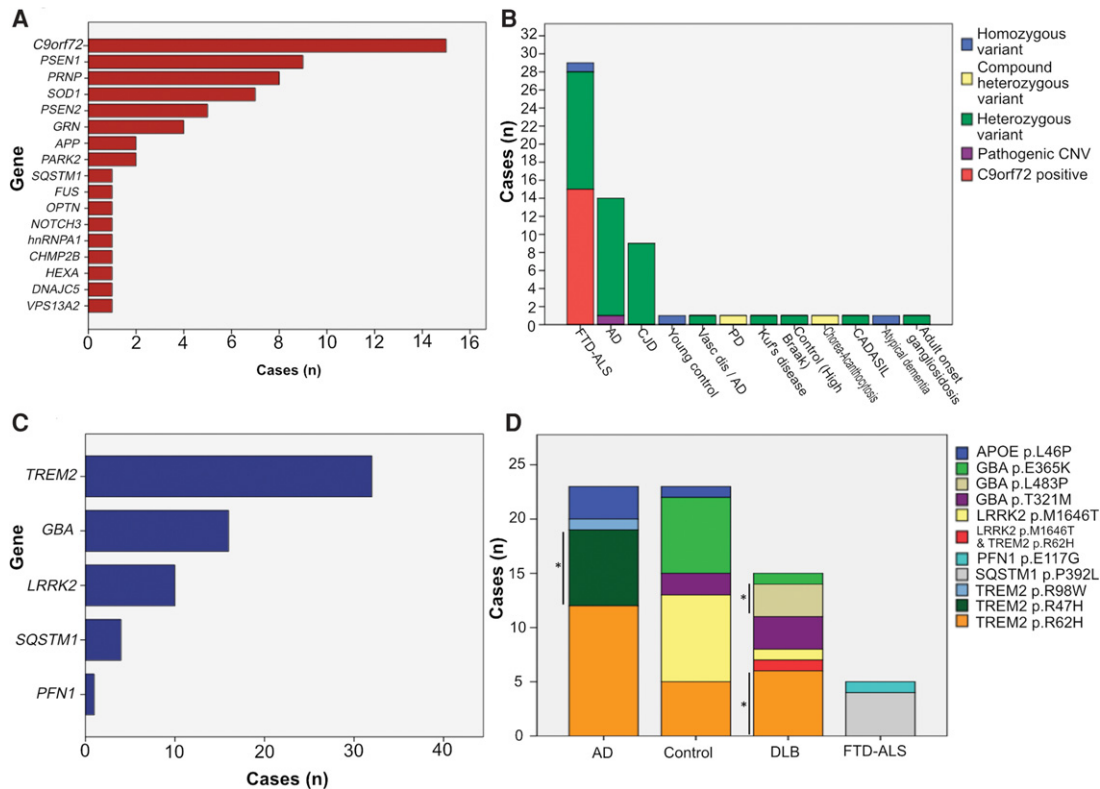 A
Gene
C9orf72
PSEN1
PRNP
SOD1
PSEN2
GRN
APP
PARK2
SQSTM1
FUS
OPTN
NOTCH3
hnRNPA1
CHMP2B
HEXA
DNAJC5
VPS13A2
0 2 4 6 8 10 12 14 16
Cases (n)
B
Cases (n)
32
30
28
26
24
22
20
18
16
14
12
10
8
6
4
2
0
FTD-ALS
AD
CJD
Young control
Vasc dis / AD
PD
Kuf's disease
Control (High
Braak)
Chorea-Acanthocytosis
CADASIL
Atypical dementia
Adult onset
gangliosidosis
Homozygous
variant
Compound
heterozygous
variant
Heterozygous
variant
Pathogenic CNV
C9orf72 positive
C
Gene
TREM2
GBA
LRRK2
SQSTM1
PFN1
0 10 20 30 40
Cases (n)
D
Cases (n)
25
20
15
10
5
0
*
*
*
AD Control DLB FTD-ALS
APOE p.L46P
GBA p.E365K
GBA p.L483P
GBA p.T321M
LRRK2 p.M1646T
LRRK2 p.M1646T
& TREM2 p.R62H
PFN1 p.E117G
SQSTM1 p.P392L
TREM2 p.R98W
TREM2 p.R47H
TREM2 p.R62H